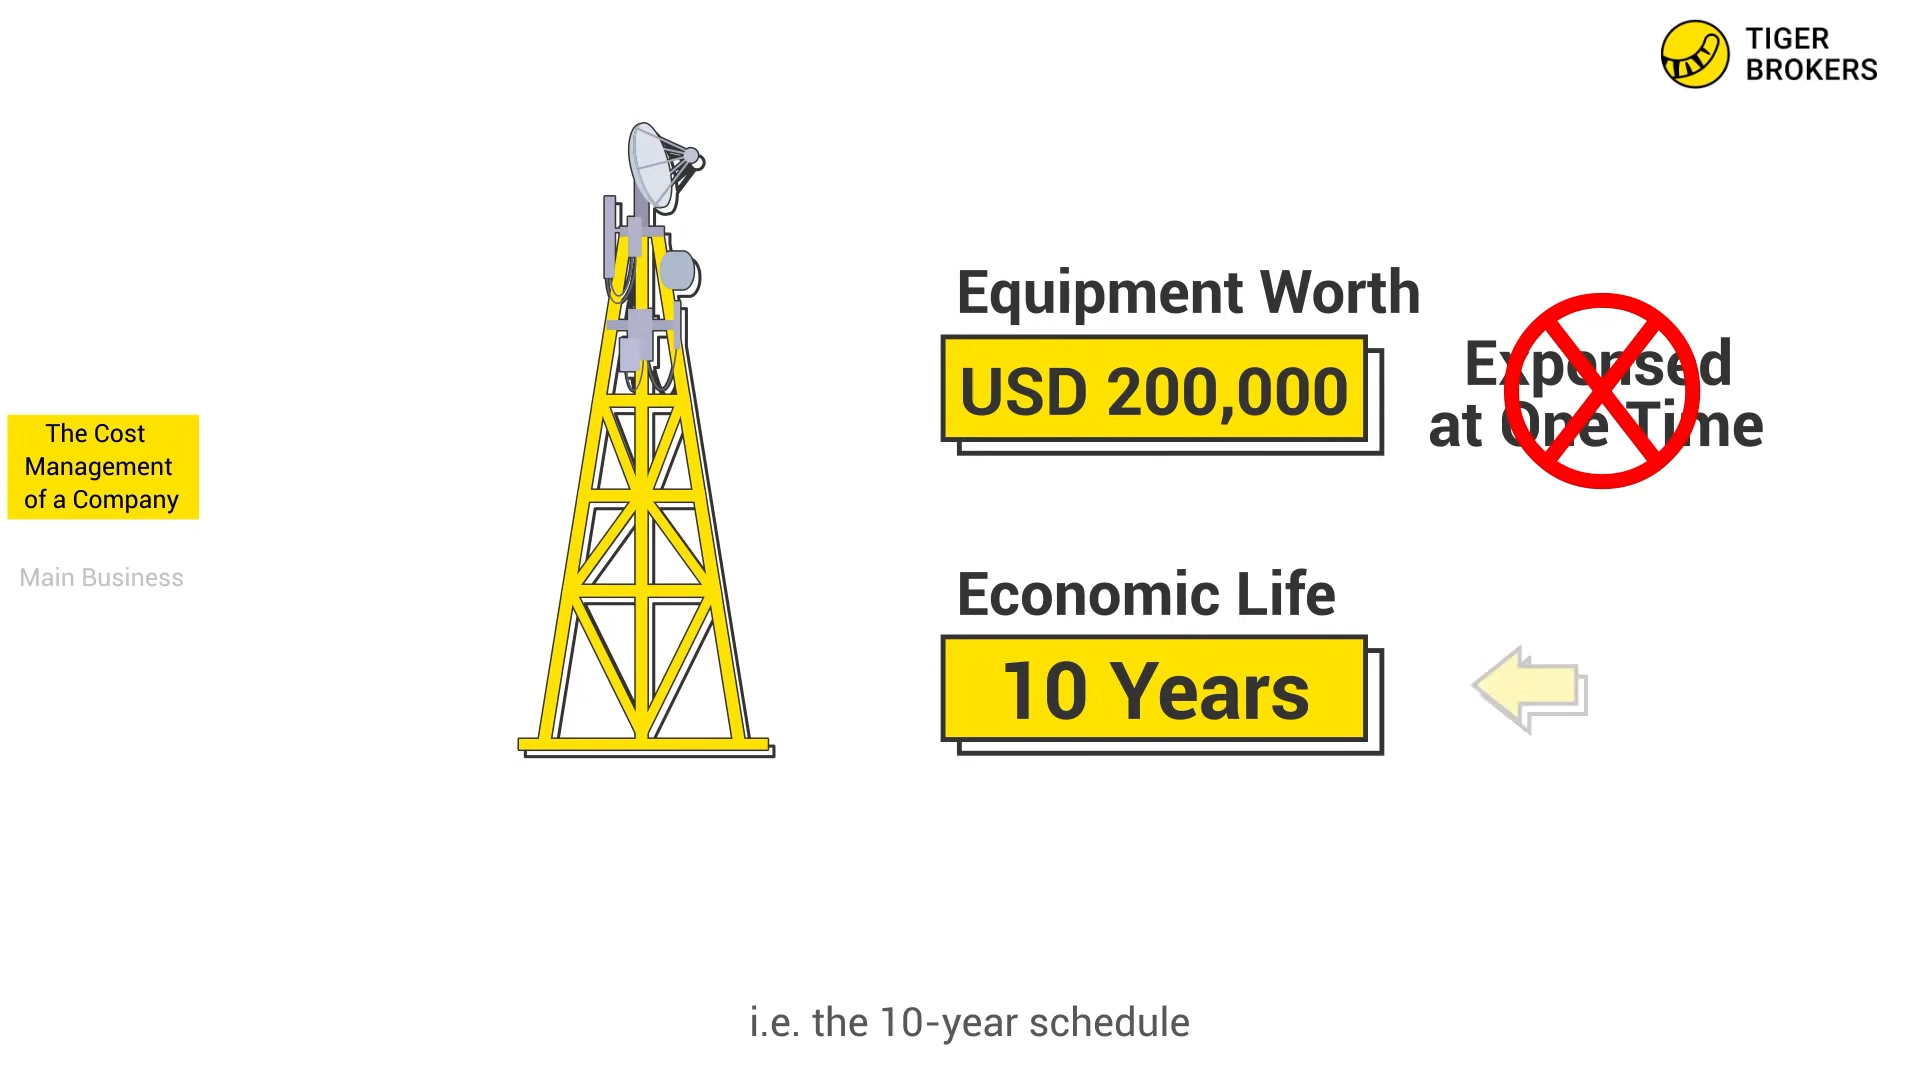 TIGER
BROKERS
Equipment Worth
USD 200,000
Expensed
at One Time
The Cost
Management
of a Company
Main Business
Economic Life
10 Years
i.e. the 10-year schedule